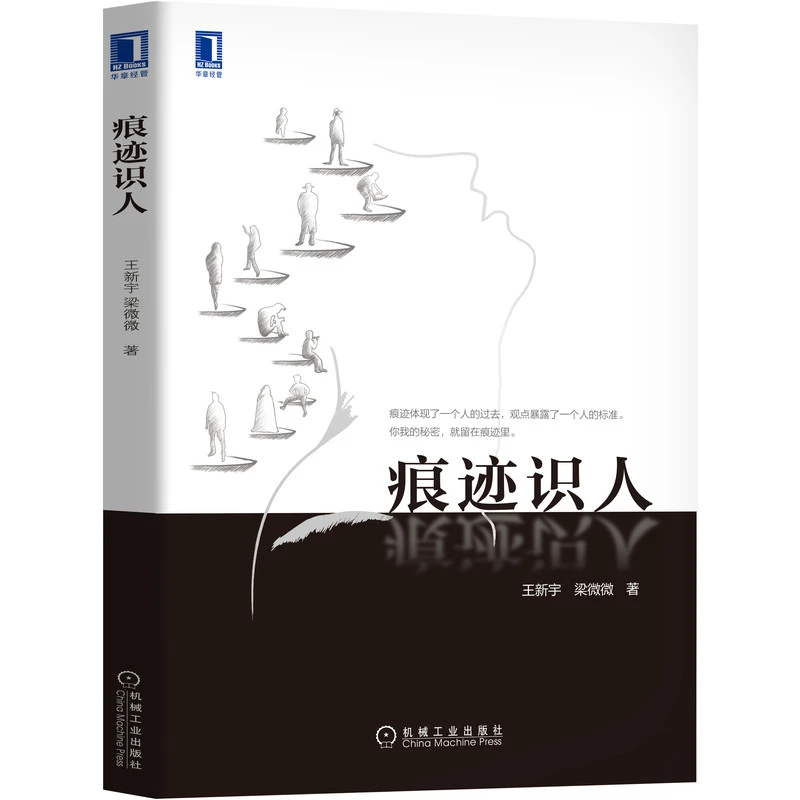 HZ BOOKS
华章经管
痕迹识人
王新宇 梁微微 著
机械工业出版社
China Machine Press
HZ BOOKS
华章经管
痕迹体现了一个人的过去，观点暴露了一个人的标准。
你我的秘密，就留在痕迹里。
痕迹识人
王新宇 梁微微 著
机械工业出版社
China Machine Press